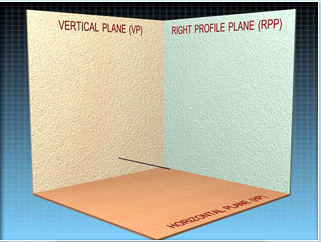 VERTICAL PLANE (VP)
RIGHT PROFILE PLANE (RPP)
HORIZONTAL PLANE (HP)